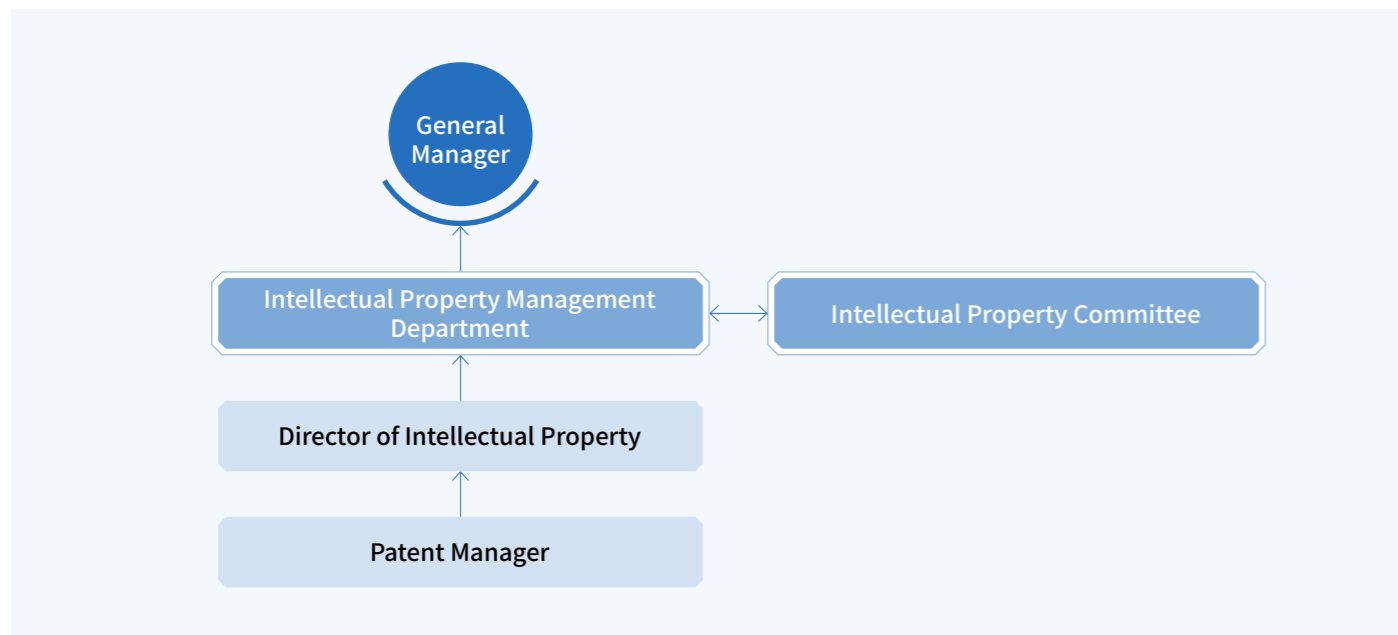 General
Manager
Intellectual Property Management
Department
Intellectual Property Committee
Director of Intellectual Property
Patent Manager